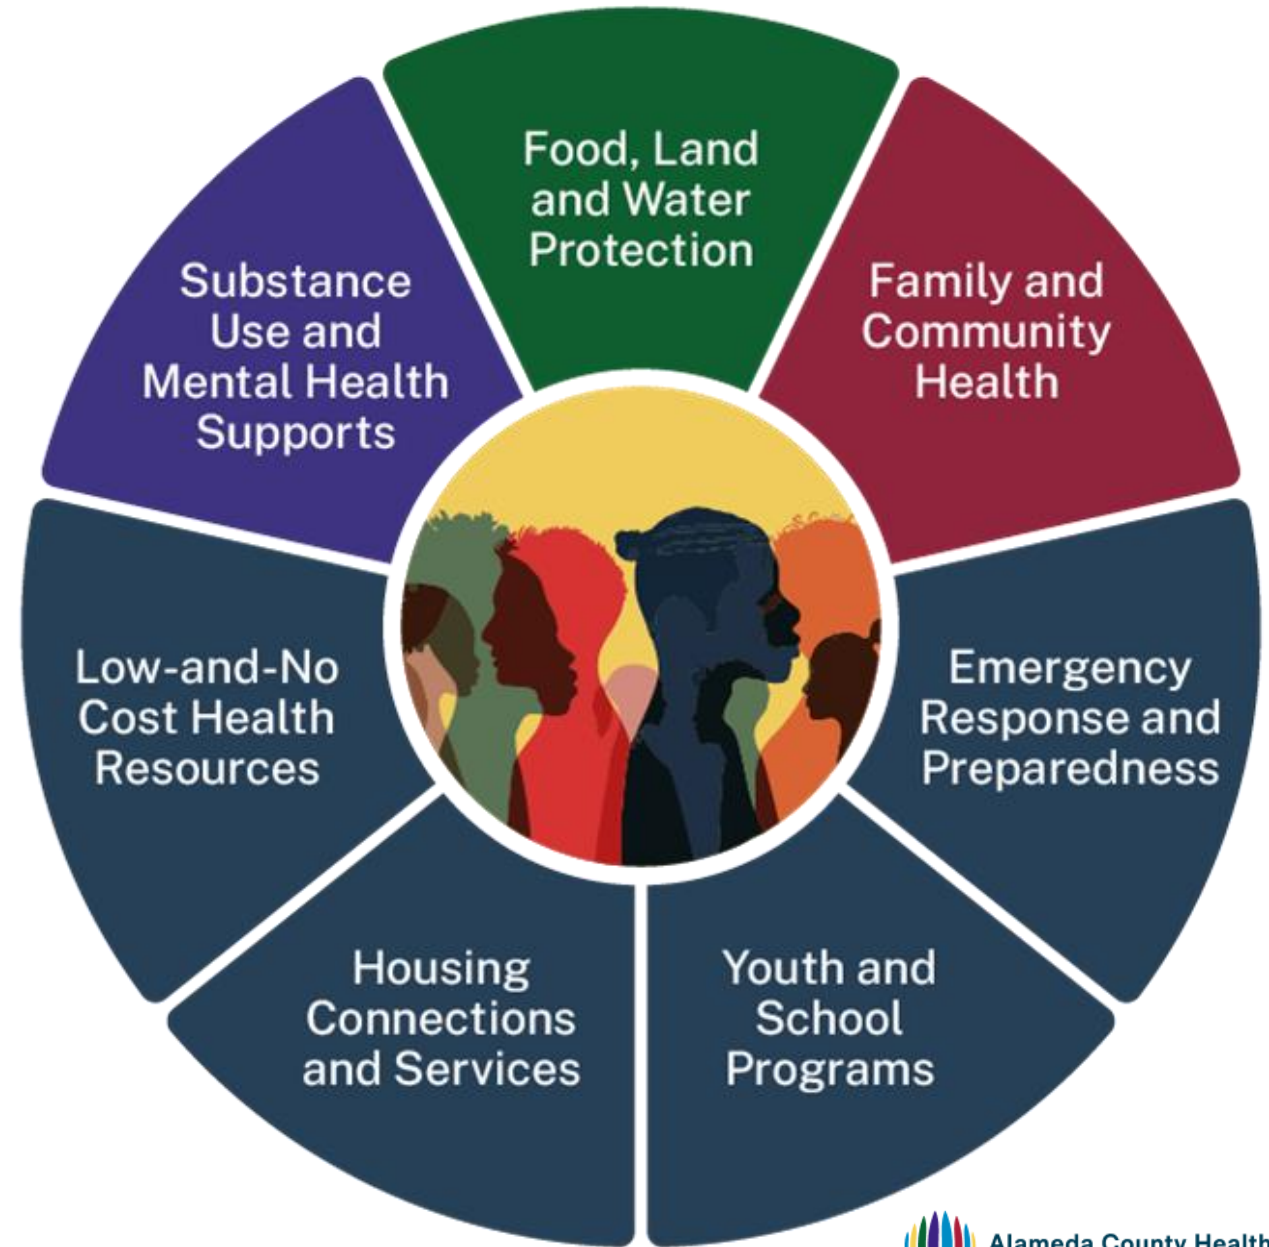 Food, Land
and Water
Protection
Family and
Community
Health
Emergency
Response and
Preparedness
Youth and
School
Programs
Housing
Connections
and Services
Low-and-No
Cost Health
Resources
Substance
Use and
Mental Health
Supports
Alameda County Health